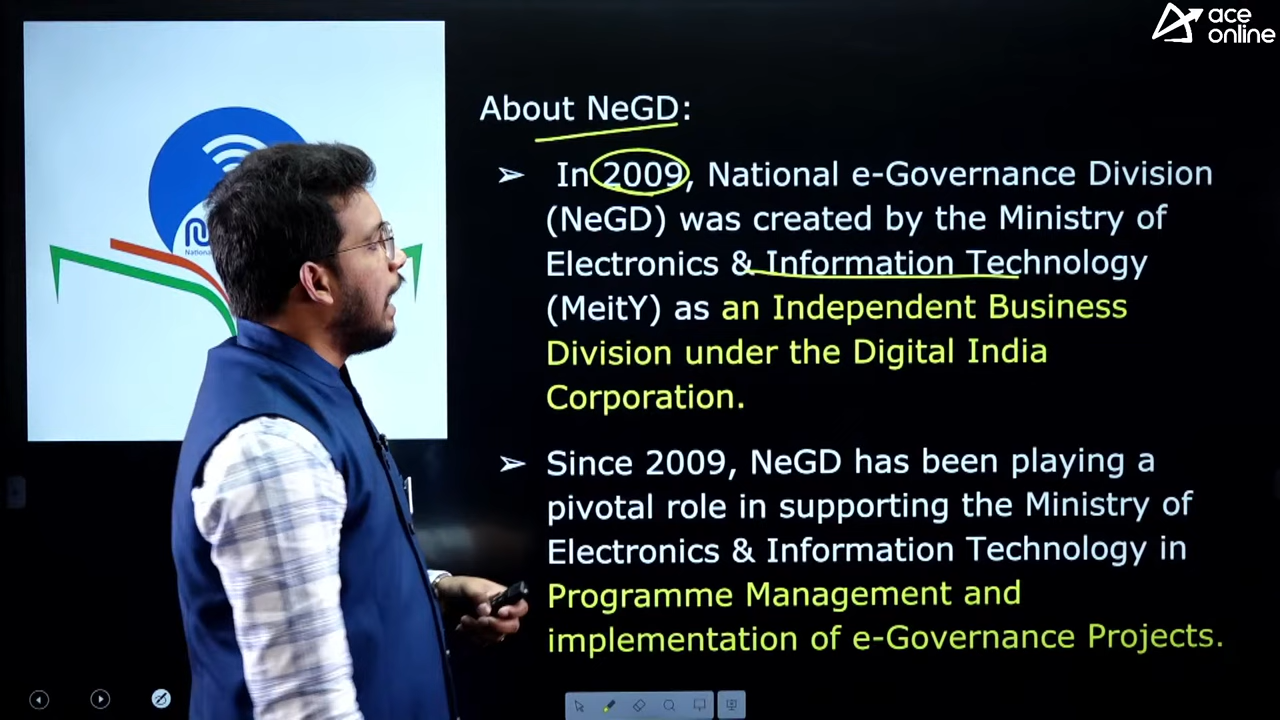 ace
online
About NeGD:
➢ In 2009, National e-Governance Division
(NeGD) was created by the Ministry of
Electronics & Information Technology
(MeitY) as an Independent Business
Division under the Digital India
Corporation.
➢ Since 2009, NeGD has been playing a
pivotal role in supporting the Ministry of
Electronics & Information Technology in
Programme Management and
implementation of e-Governance Projects.
National